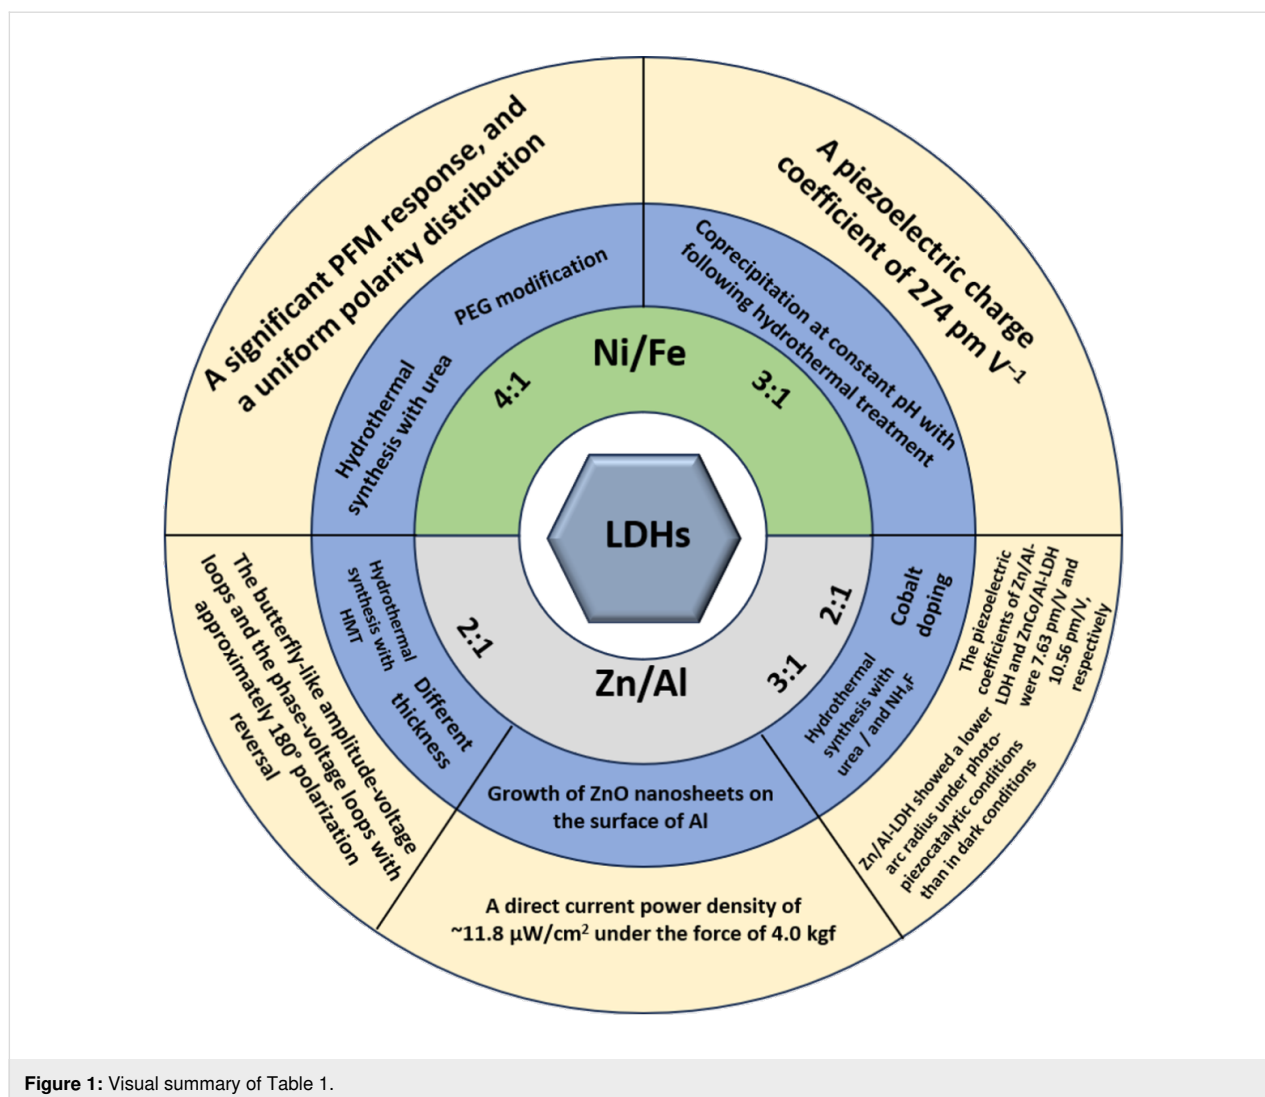 A significant PFM response, and
a uniform polarity distribution
A piezoelectric charge
coefficient of 274 pm V⁻¹
PEG modification
Hydrothermal
synthesis with urea
Coprecipitation at constant pH with
following hydrothermal treatment
Ni/Fe
4:1
3:1
LDHs
Zn/Al
2:1
2:1
3:1
Hydrothermal
synthesis with
HMT
Different
thickness
Cobalt
doping
Hydrothermal
synthesis with
urea / and NH₄F
Growth of ZnO nanosheets on
the surface of Al
The butterfly-like amplitude-voltage
loops and the phase-voltage loops with
approximately 180° polarization
reversal
A direct current power density of
~11.8 µW/cm² under the force of 4.0 kgf
The piezoelectric
coefficients of Zn/Al-
LDH and ZnCo/Al-LDH
were 7.63 pm/V and
10.56 pm/V,
respectively
Zn/Al-LDH showed a lower
arc radius under photo-
piezocatalytic conditions
than in dark conditions
Figure 1: Visual summary of Table 1.